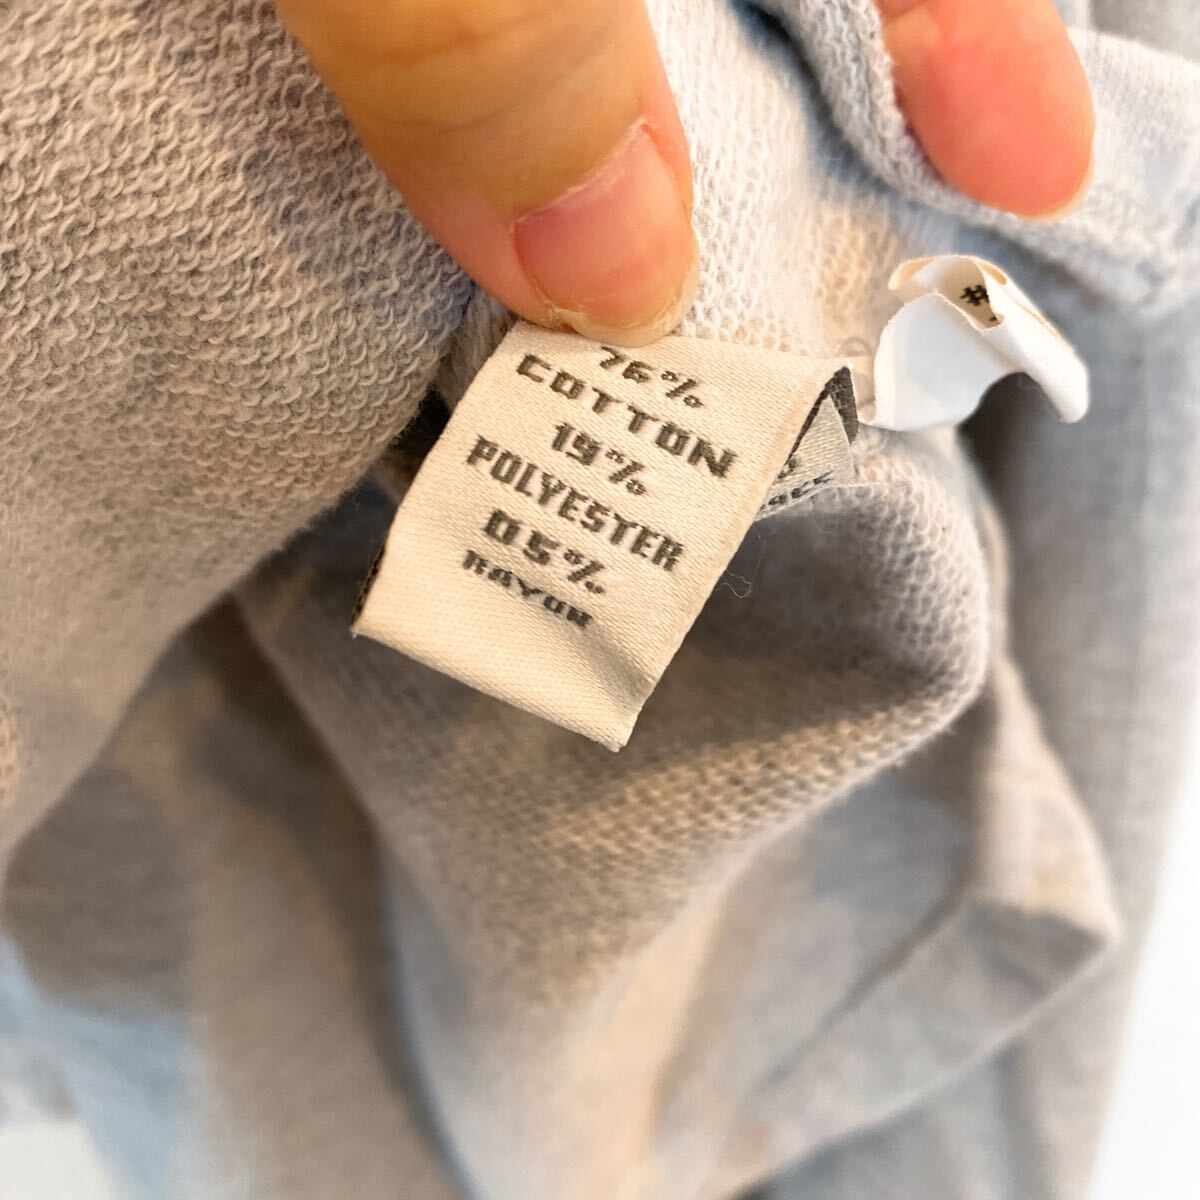 76%
COTTON
19%
POLYESTER
05%
RAYON
#